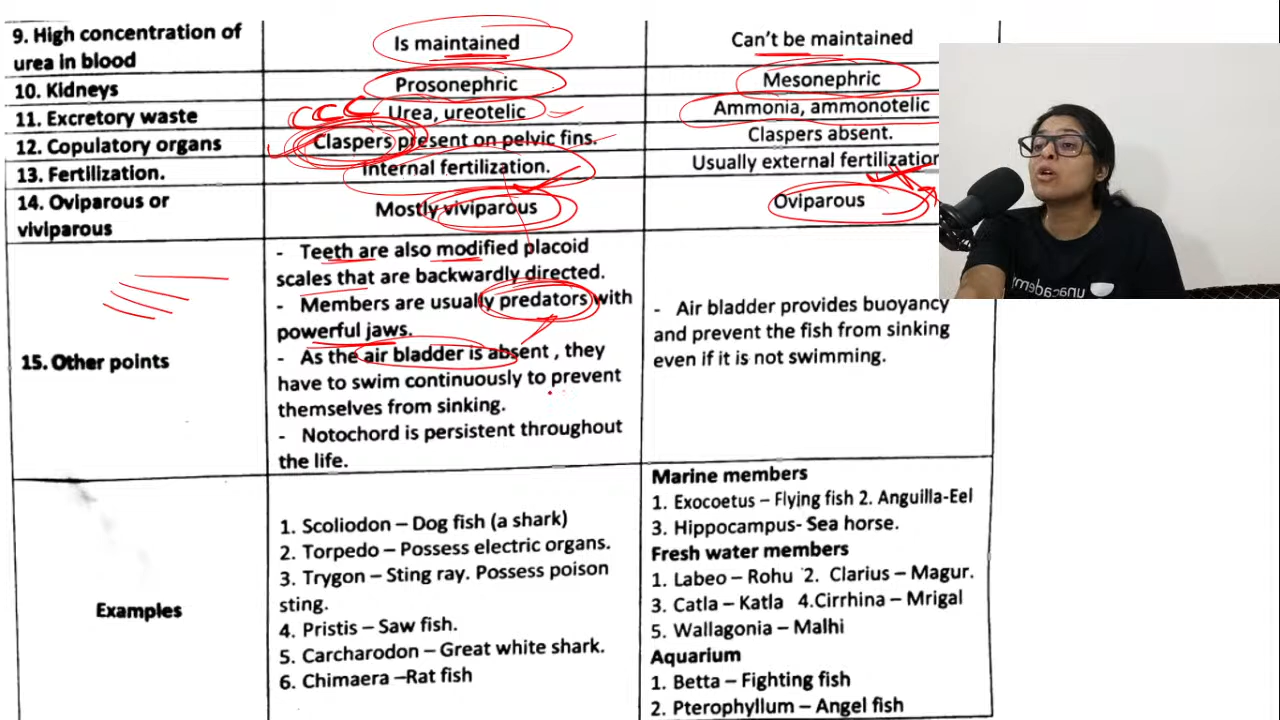 9. High concentration of
urea in blood
Is maintained
Can't be maintained
10. Kidneys
Prosonephric
Mesonephric
11. Excretory waste
Urea, ureotelic
Ammonia, ammonotelic
12. Copulatory organs
Claspers present on pelvic fins.
Claspers absent.
13. Fertilization.
Internal fertilization.
Usually external fertilization
14. Oviparous or
viviparous
Mostly viviparous
Oviparous
15. Other points
- Teeth are also modified placoid
scales that are backwardly directed.
- Members are usually predators with
powerful jaws.
- As the air bladder is absent , they
have to swim continuously to prevent
themselves from sinking.
- Notochord is persistent throughout
the life.
- Air bladder provides buoyancy
and prevent the fish from sinking
even if it is not swimming.
Examples
1. Scoliodon – Dog fish (a shark)
2. Torpedo – Possess electric organs.
3. Trygon – Sting ray. Possess poison
sting.
4. Pristis – Saw fish.
5. Carcharodon – Great white shark.
6. Chimaera –Rat fish
Marine members
1. Exocoetus – Flying fish 2. Anguilla-Eel
3. Hippocampus- Sea horse.
Fresh water members
1. Labeo – Rohu 2. Clarius – Magur.
3. Catla – Katla 4.Cirrhina – Mrigal
5. Wallagonia – Malhi
Aquarium
1. Betta – Fighting fish
2. Pterophyllum – Angel fish
unacademy